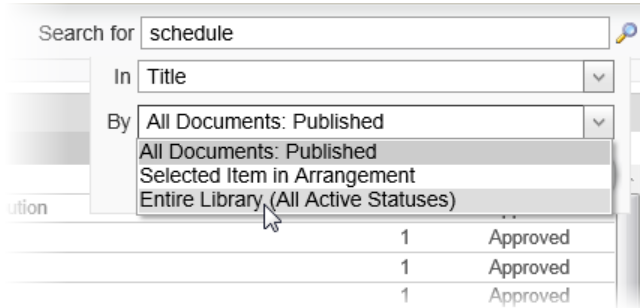 Search for schedule
In Title
By All Documents: Published
All Documents: Published
Selected Item in Arrangement
Entire Library (All Active Statuses)
ution
1 Approved
1 Approved
1 Approved